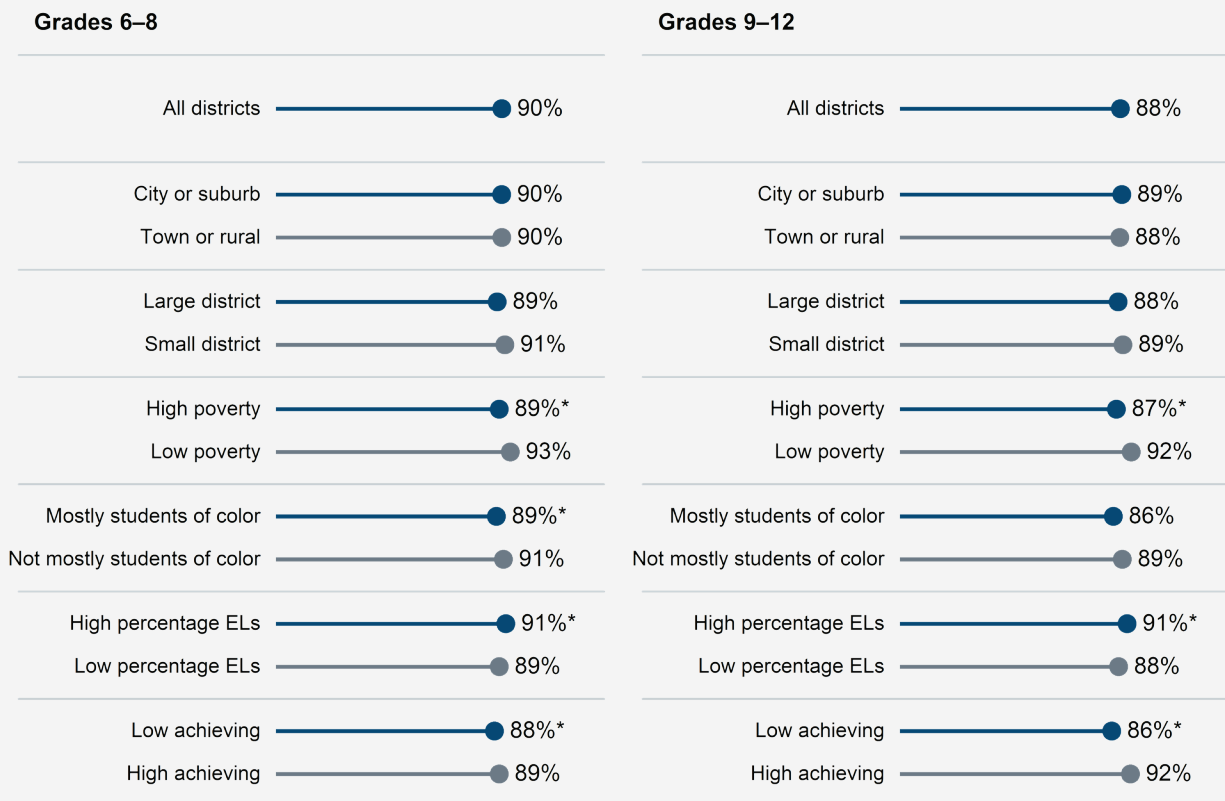 Grades 6–8
All districts 90%
City or suburb 90%
Town or rural 90%
Large district 89%
Small district 91%
High poverty 89%*
Low poverty 93%
Mostly students of color 89%*
Not mostly students of color 91%
High percentage ELs 91%*
Low percentage ELs 89%
Low achieving 88%*
High achieving 89%
Grades 9–12
All districts 88%
City or suburb 89%
Town or rural 88%
Large district 88%
Small district 89%
High poverty 87%*
Low poverty 92%
Mostly students of color 86%
Not mostly students of color 89%
High percentage ELs 91%*
Low percentage ELs 88%
Low achieving 86%*
High achieving 92%